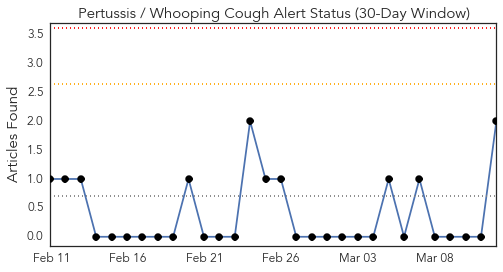 Pertussis / Whooping Cough Alert Status (30-Day Window)
Articles Found
3.5
3.0
2.5
2.0
1.5
1.0
0.5
0.0
Feb 11
Feb 16
Feb 21
Feb 26
Mar 03
Mar 08